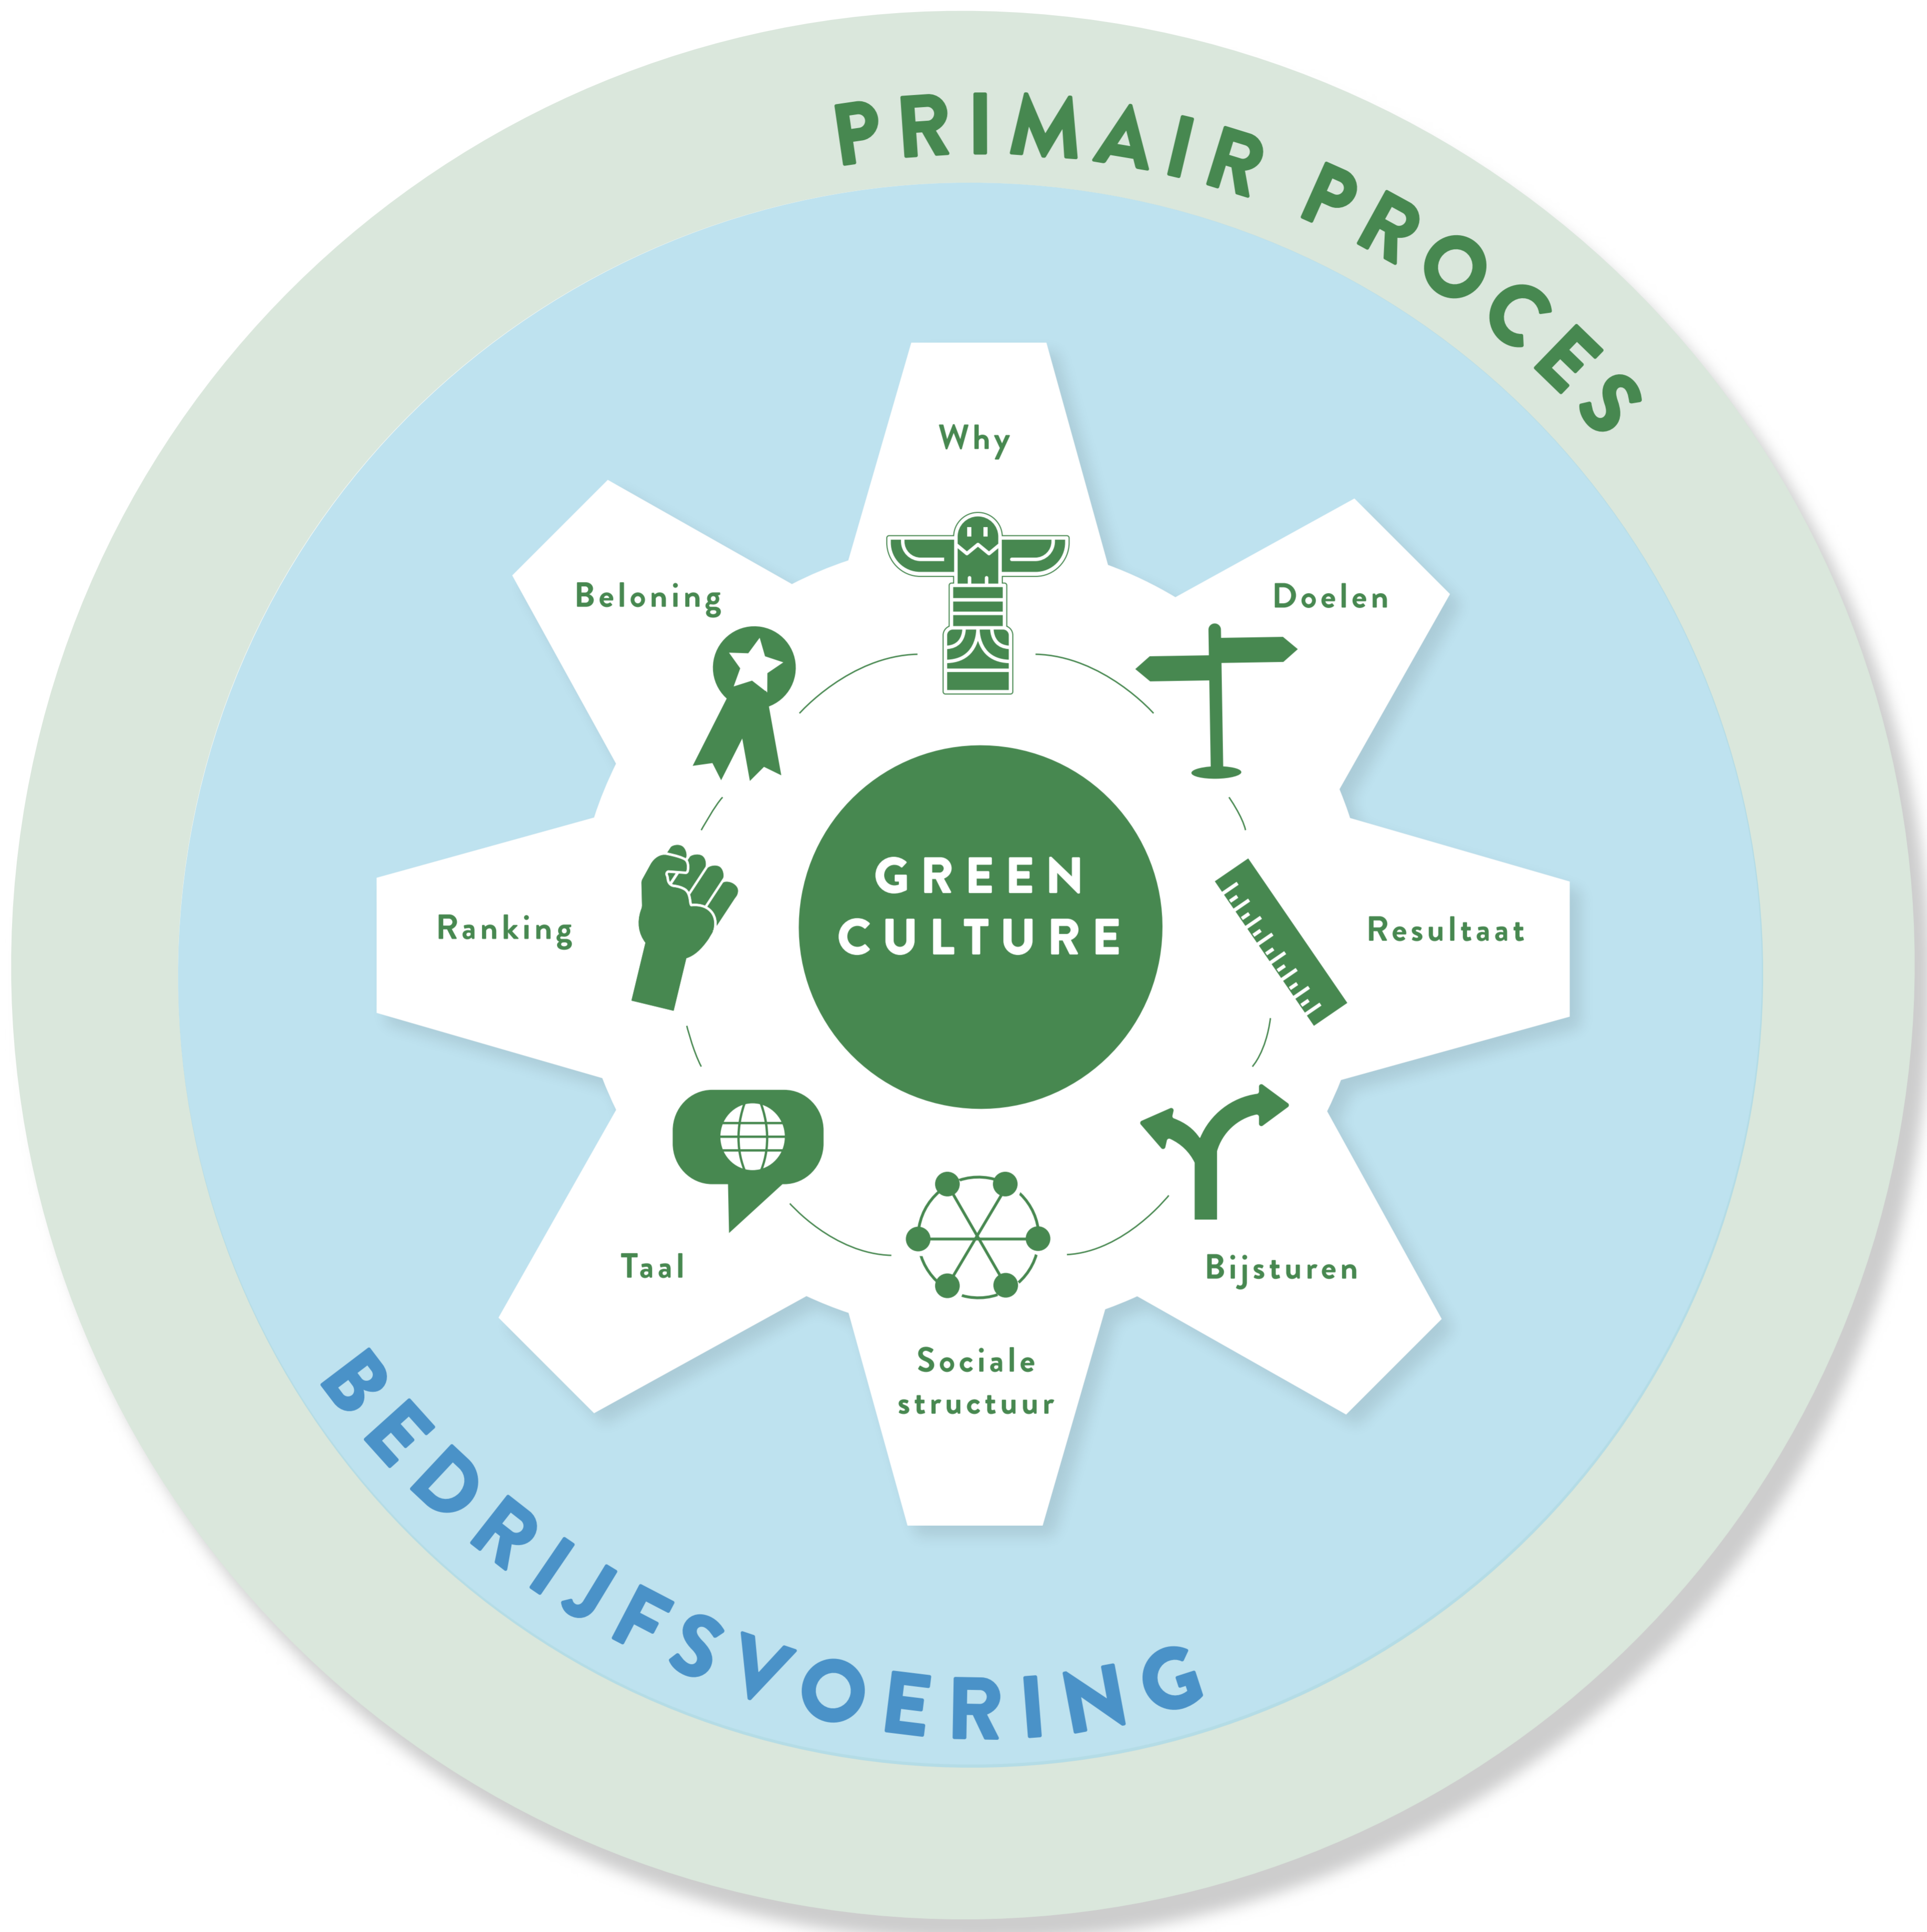 PRIMAIR PROCES
Why
Beloning
Doelen
Ranking
GREEN
CULTURE
Resultaat
Taal
Bijsturen
Sociale
structuur
BEDRIJFSVOERING